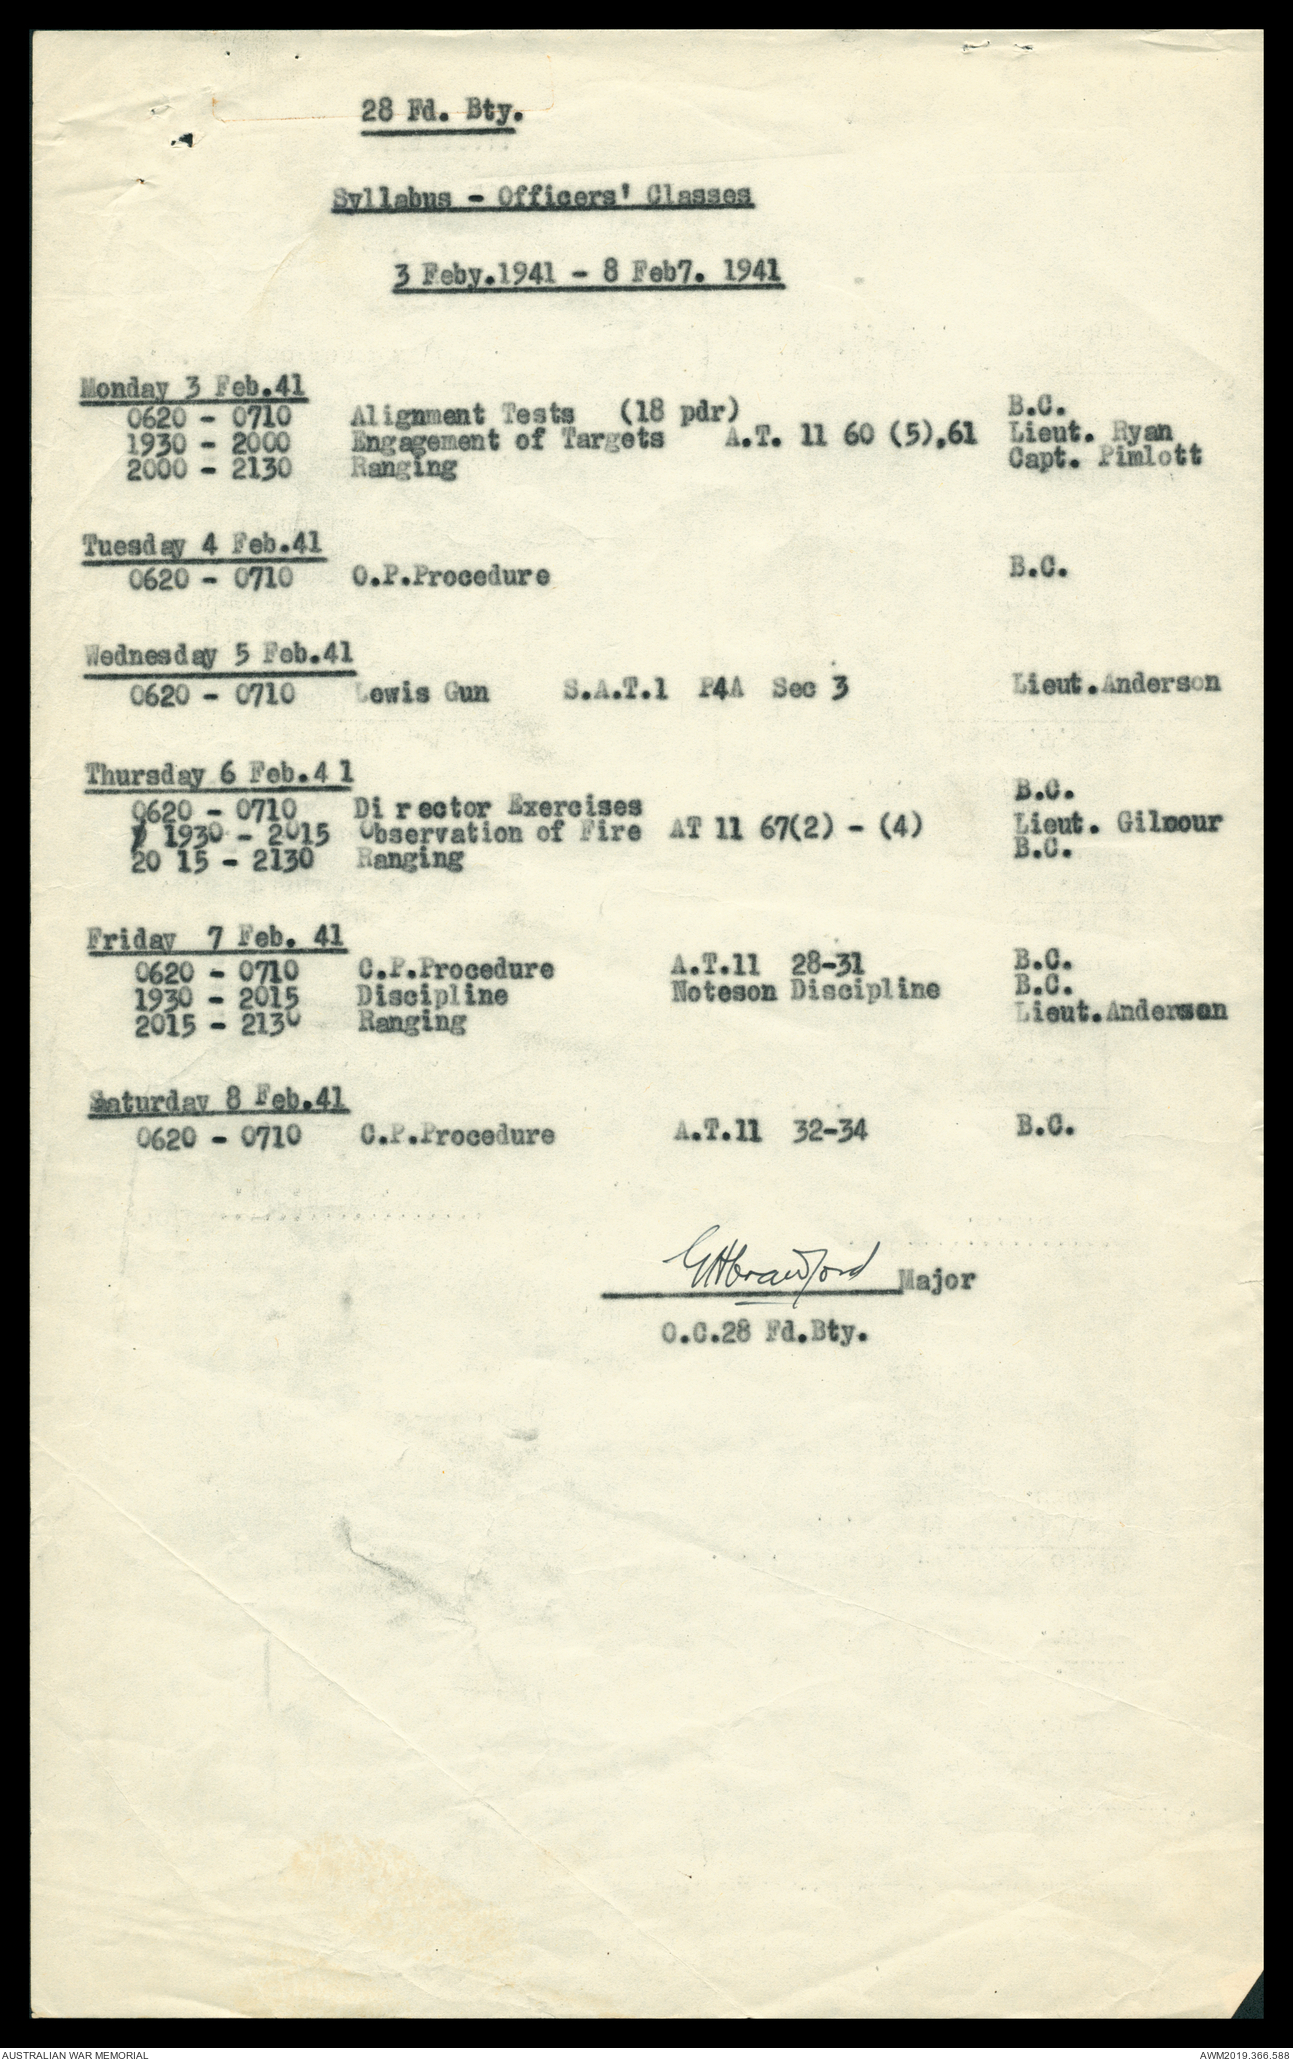 28 Fd. Bty.
Syllabus - Officers' Classes
3 Feby.1941 - 8 Feb7. 1941
Monday 3 Feb.41
0620 - 0710 Alignment Tests (18 pdr) B.C.
1930 - 2000 Engagement of Targets A.T. 11 60 (5),61 Lieut. Ryan
2000 - 2130 Ranging Capt. Pimlott
Tuesday 4 Feb.41
0620 - 0710 O.P.Procedure B.C.
Wednesday 5 Feb.41
0620 - 0710 Lewis Gun S.A.T.1 P4A Sec 3 Lieut.Anderson
Thursday 6 Feb.4 1
0620 - 0710 Di r ector Exercises B.C.
1930 - 2015 Observation of Fire AT 11 67(2) - (4) Lieut. Gilmour
20 15 - 2130 Ranging B.C.
Friday 7 Feb. 41
0620 - 0710 C.P.Procedure A.T.11 28-31 B.C.
1930 - 2015 Discipline Noteson Discipline B.C.
2015 - 2130 Ranging Lieut.Anderson
Saturday 8 Feb.41
0620 - 0710 C.P.Procedure A.T.11 32-34 B.C.
GHCrawford Major
O.C.28 Fd.Bty.
AUSTRALIAN WAR MEMORIAL AWM2019.366.588